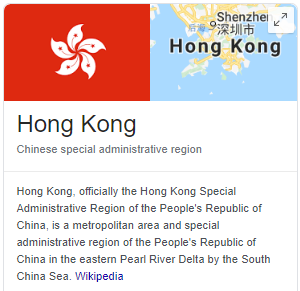 Shenzhen
深圳市
Hong Kong
Hong Kong
Chinese special administrative region
Hong Kong, officially the Hong Kong Special
Administrative Region of the People's Republic of
China, is a metropolitan area and special
administrative region of the People's Republic of
China in the eastern Pearl River Delta by the South
China Sea. Wikipedia